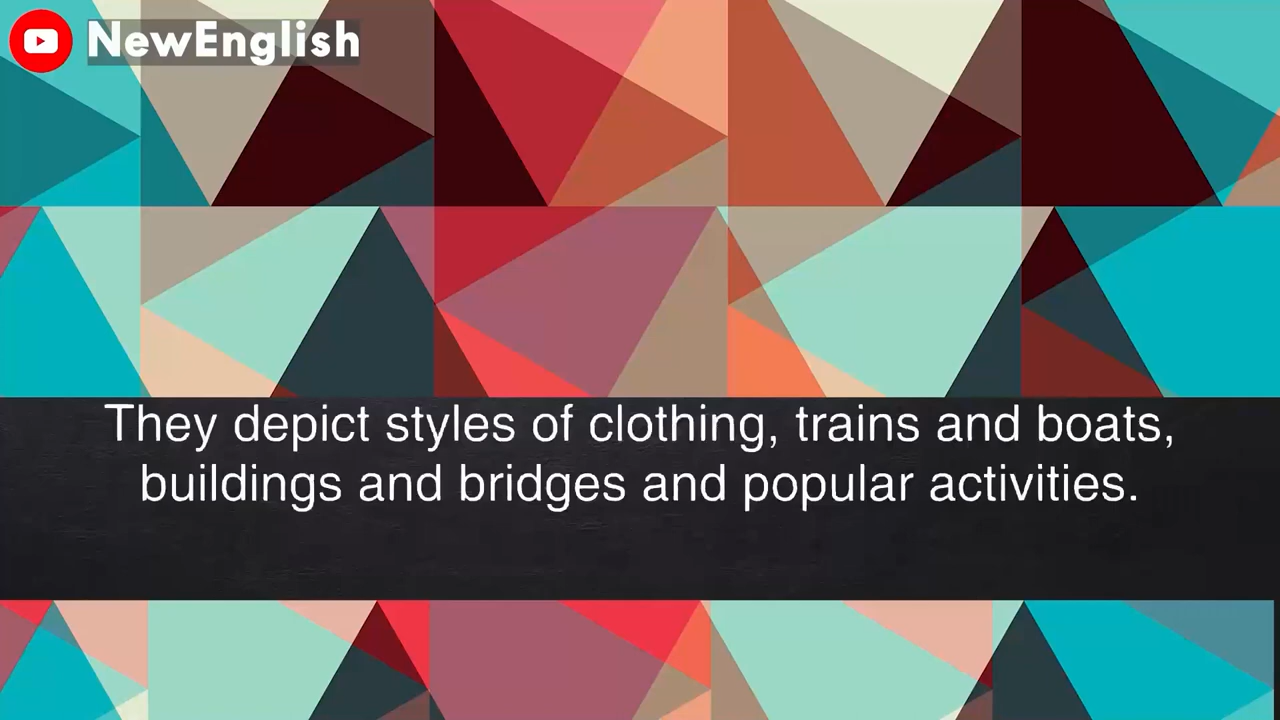 NewEnglish
They depict styles of clothing, trains and boats,
buildings and bridges and popular activities.